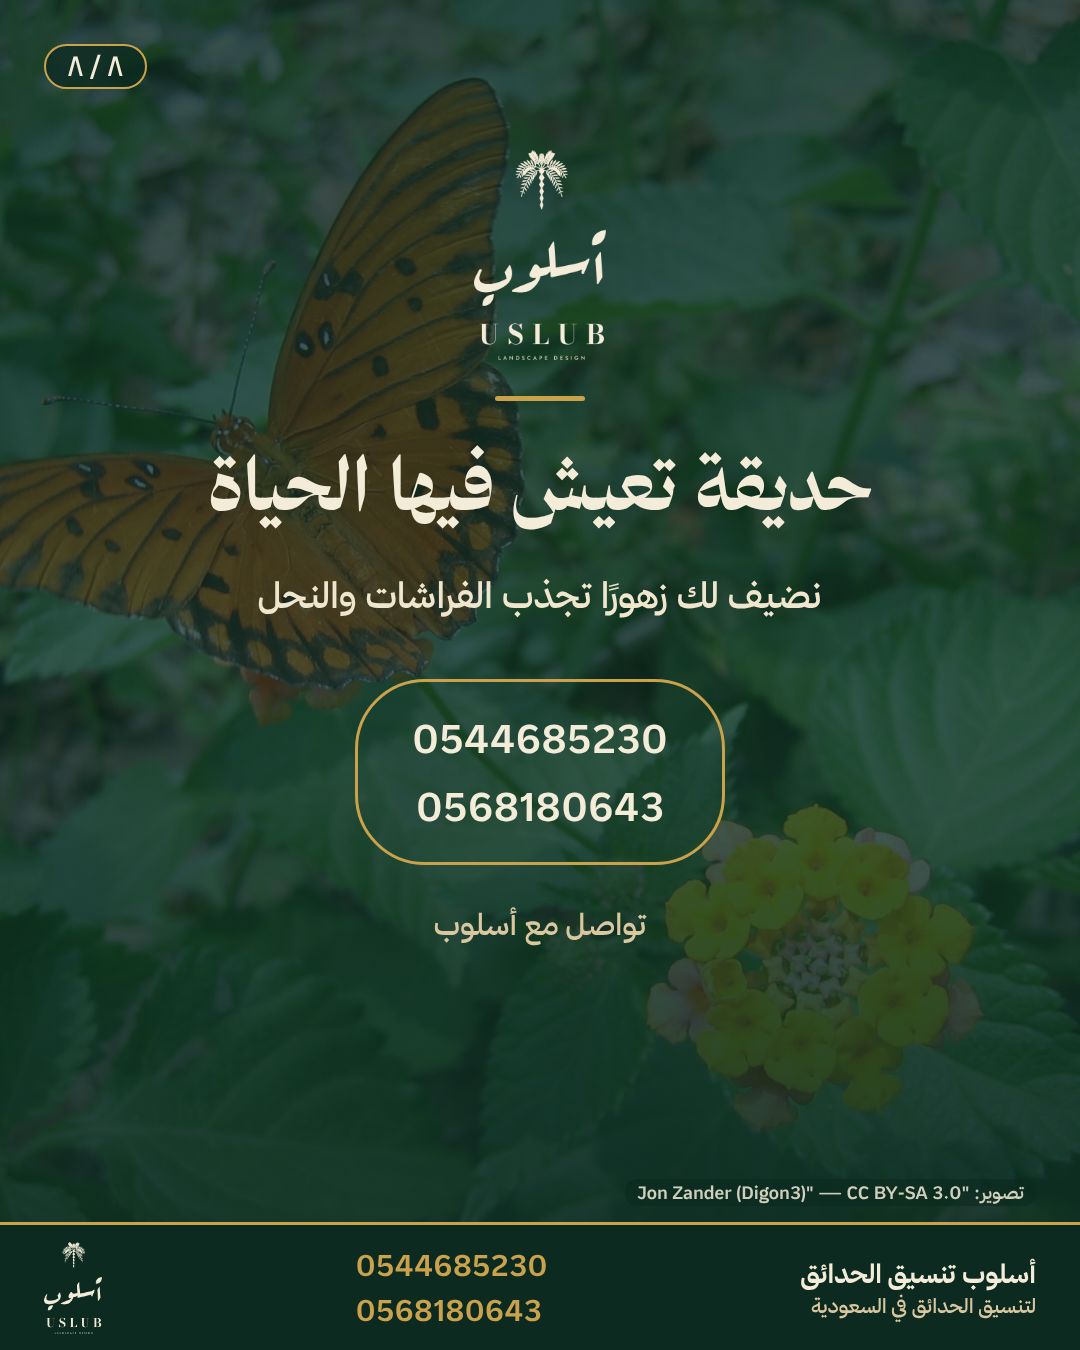 ٨/٨
أسلوب
USLUB
LANDSCAPE DESIGN
حديقة تعيش فيها الحياة
نضيف لك زهورًا تجذب الفراشات والنحل
0544685230
0568180643
تواصل مع أسلوب
تصوير: "Jon Zander (Digon3)" — CC BY-SA 3.0
أسلوب تنسيق الحدائق
لتنسيق الحدائق في السعودية
0544685230
0568180643
أسلوب
USLUB